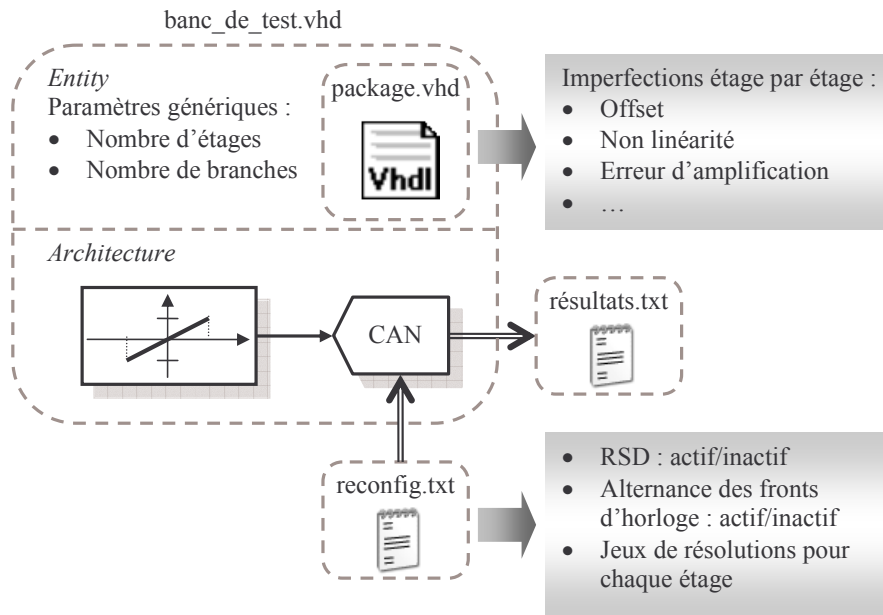 banc_de_test.vhd
Entity
Paramètres génériques :
• Nombre d'étages
• Nombre de branches
package.vhd
Vhdl
Imperfections étage par étage :
• Offset
• Non linéarité
• Erreur d'amplification
• …
Architecture
CAN
résultats.txt
reconfig.txt
• RSD : actif/inactif
• Alternance des fronts
d'horloge : actif/inactif
• Jeux de résolutions pour
chaque étage